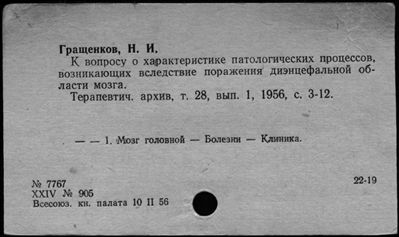 Гращенков, Н. И.
К вопросу о характеристике патологических процессов,
возникающих вследствие поражения диэнцефальной об-
ласти мозга.
Терапевтич. архив, т. 28, вып. 1, 1956, с. 3-12.
— — 1. Мозг головной — Болезни — Клиника.
№ 7767
22-19
XXIV № 905
Всесоюз. кн. палата 10 II 56